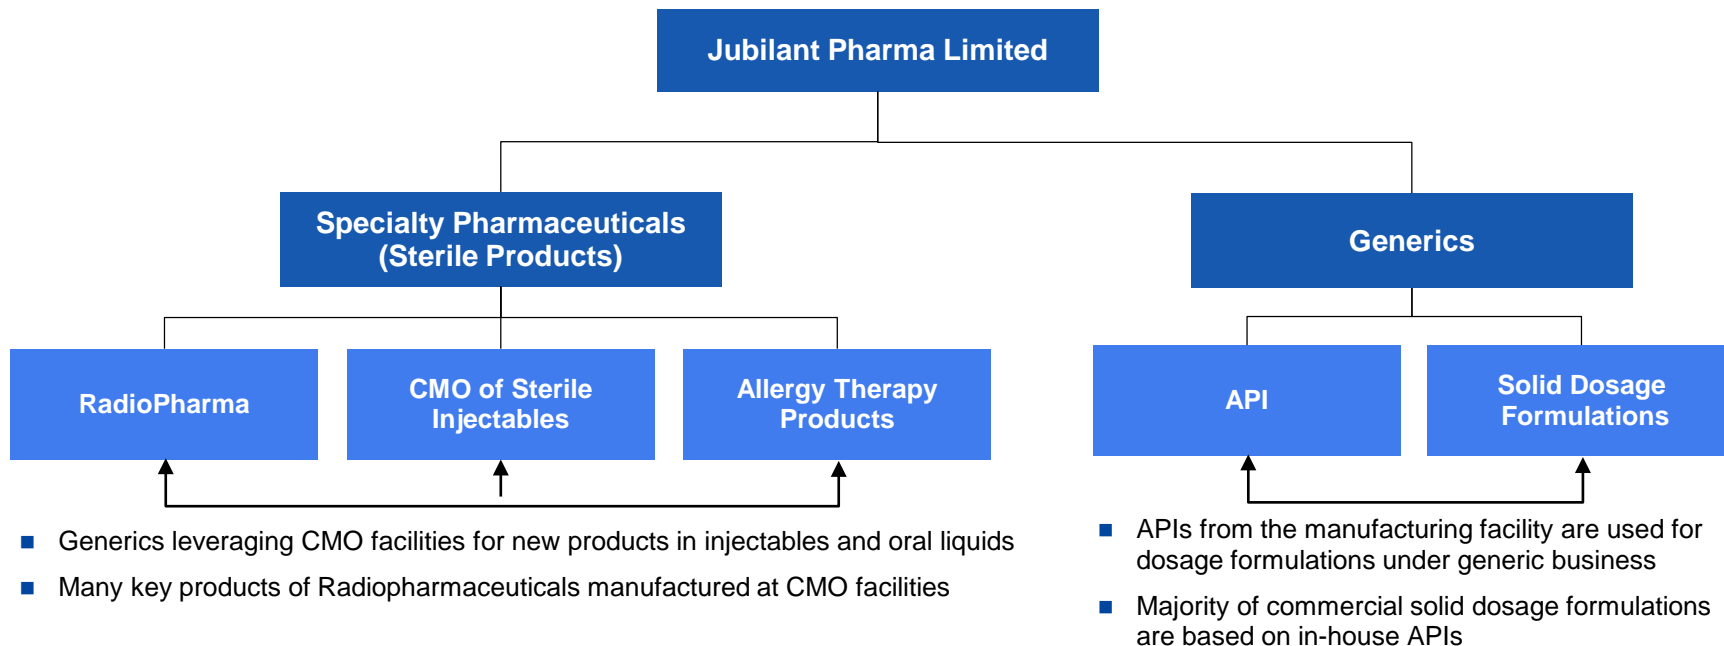 Jubilant Pharma Limited
Specialty Pharmaceuticals
(Sterile Products)
Generics
RadioPharma
CMO of Sterile
Injectables
Allergy Therapy
Products
API
Solid Dosage
Formulations
Generics leveraging CMO facilities for new products in injectables and oral liquids
Many key products of Radiopharmaceuticals manufactured at CMO facilities
APIs from the manufacturing facility are used for
dosage formulations under generic business
Majority of commercial solid dosage formulations
are based on in-house APIs